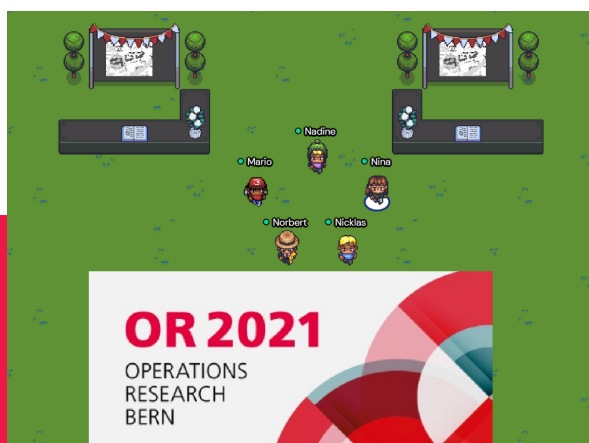 Nadine
Mario
Nina
Norbert
Nicklas
OR 2021
OPERATIONS
RESEARCH
BERN